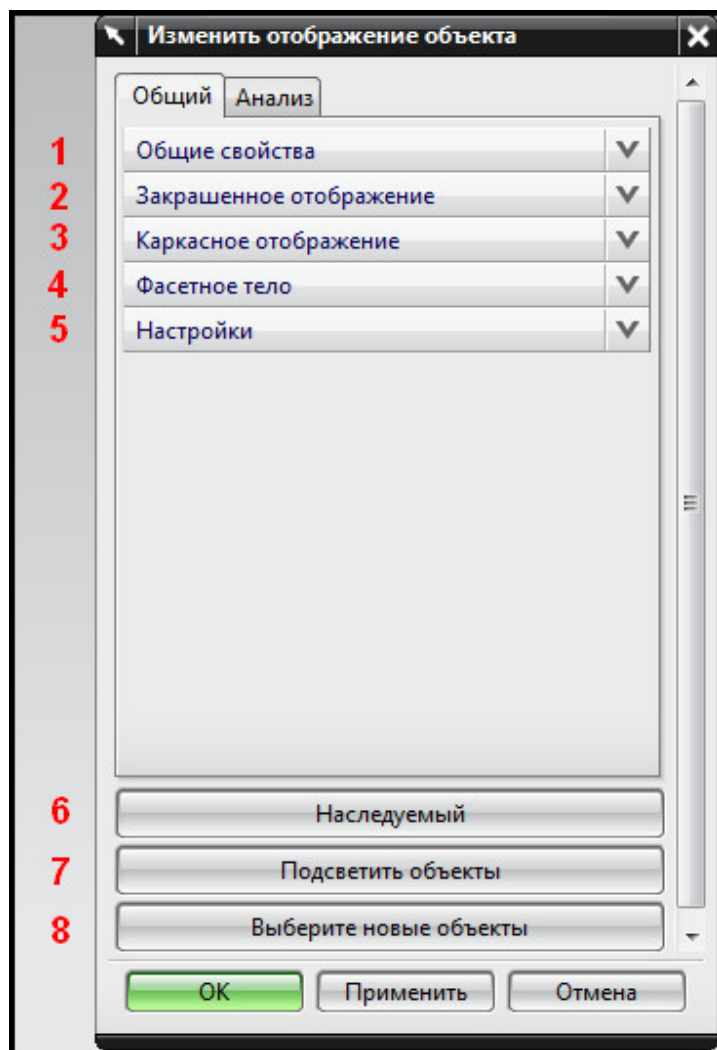 Изменить отображение объекта
Общий Анализ
1 Общие свойства
2 Закрашенное отображение
3 Каркасное отображение
4 Фасетное тело
5 Настройки
6 Наследуемый
7 Подсветить объекты
8 Выберите новые объекты
ОК Применить Отмена